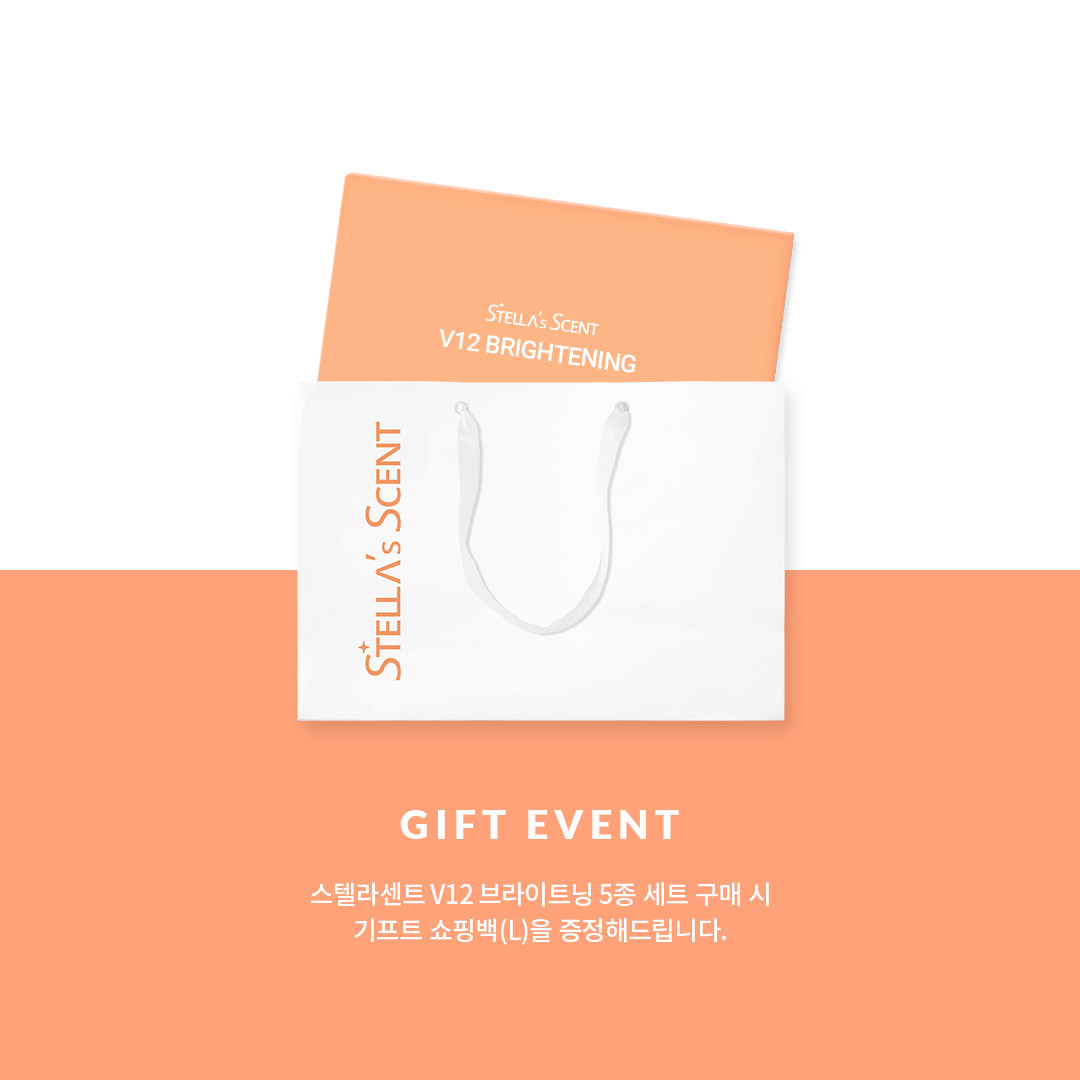 STELLA's SCENT
V12 BRIGHTENING
STELLA's SCENT
GIFT EVENT
스텔라센트 V12 브라이트닝 5종 세트 구매 시
기프트 쇼핑백(L)을 증정해드립니다.